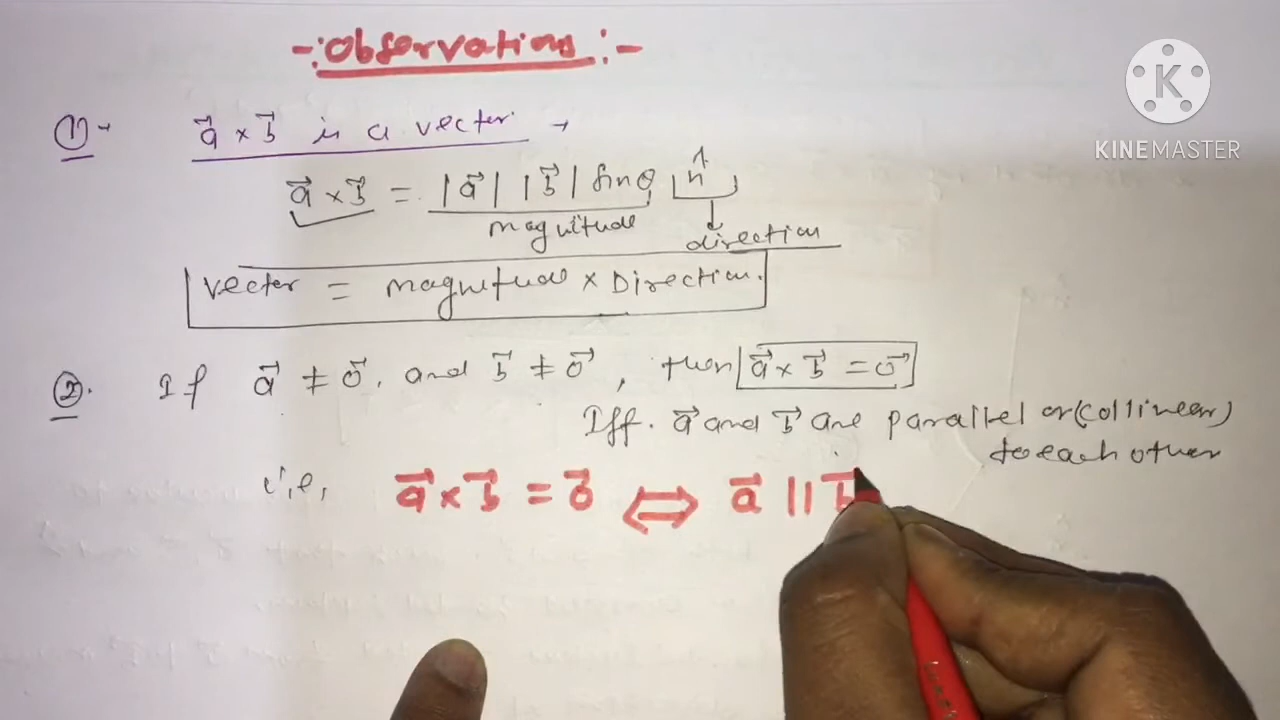 -: Observation :-
KINEMASTER
① a⃗ × b⃗ is a vector →
a⃗ × b⃗ = |a⃗| |b⃗| Sinθ n̂
magnitude direction
vector = magnitude × Direction.
②. If a⃗ ≠ 0⃗, and b⃗ ≠ 0⃗, then a⃗ × b⃗ = 0⃗
Iff. a⃗ and b⃗ are parallel or (collinear)
to each other
i.e, a⃗ × b⃗ = 0⃗ ⇔ a⃗ || b⃗